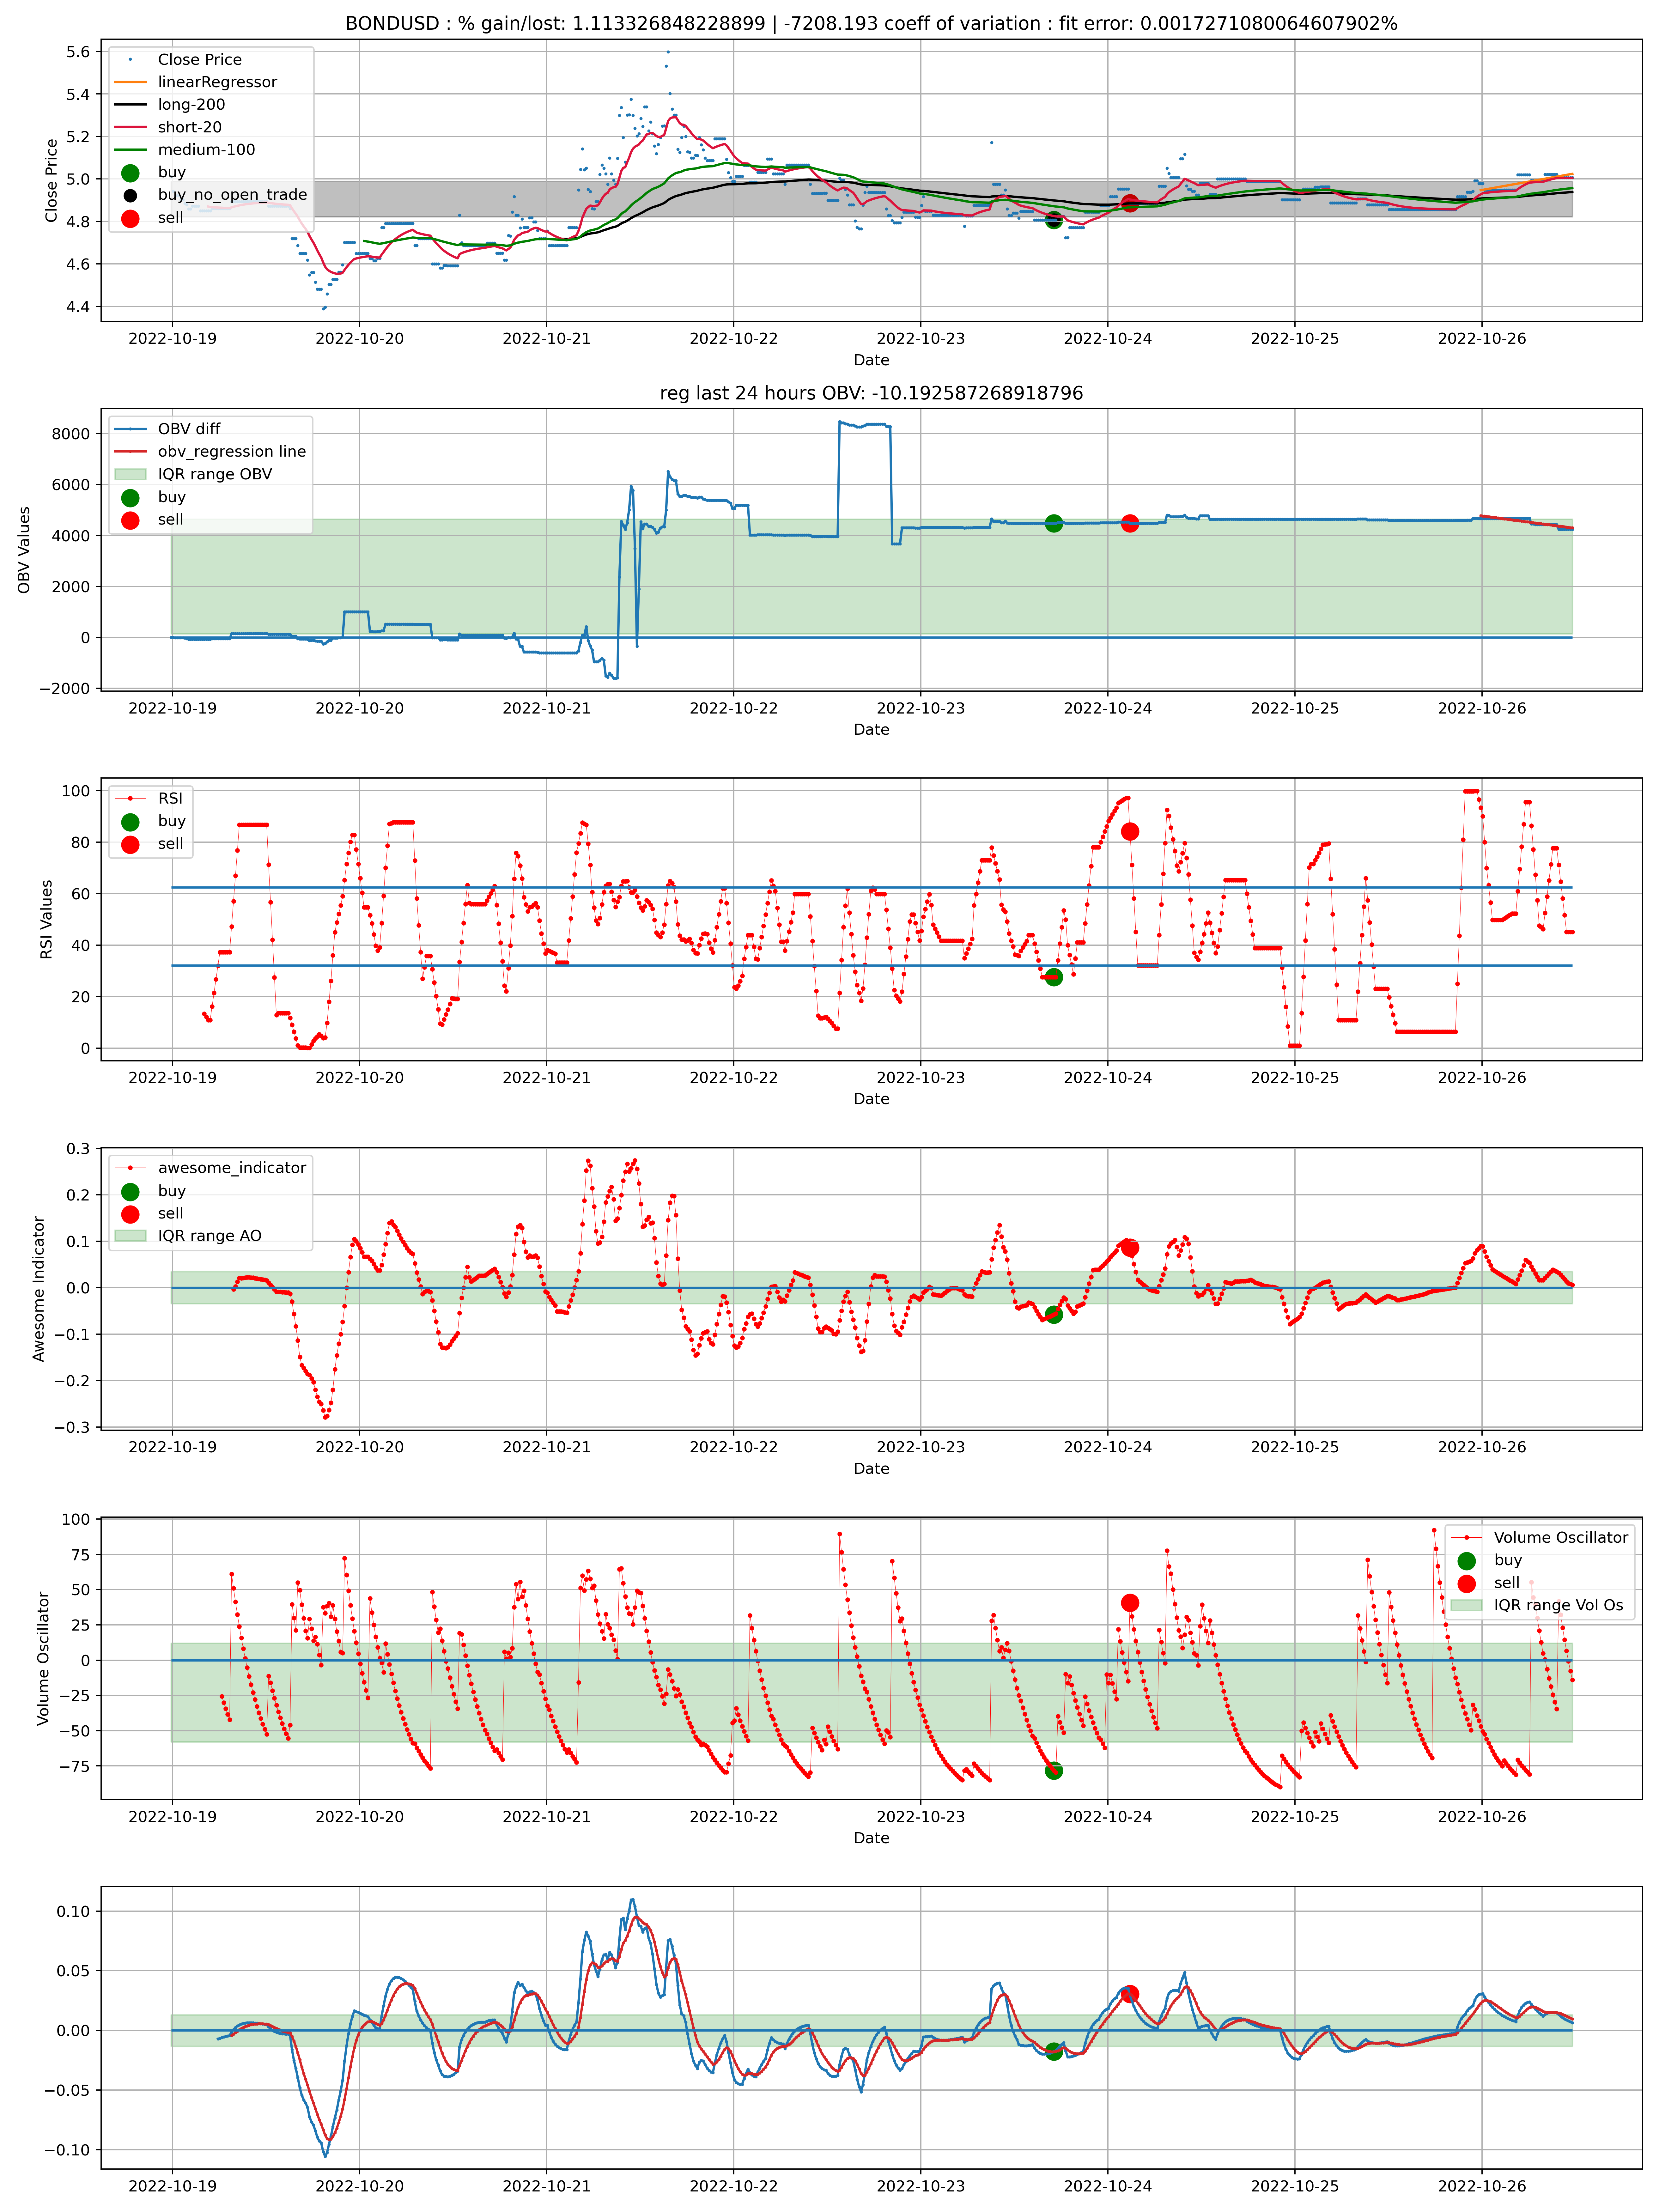 BONDUSD : % gain/lost: 1.113326848228899 | -7208.193 coeff of variation : fit error: 0.0017271080064607902%
Close Price
5.6
5.4
5.2
5.0
4.8
4.6
4.4
Close Price
linearRegressor
long-200
short-20
medium-100
buy
buy_no_open_trade
sell
2022-10-19 2022-10-20 2022-10-21 2022-10-22 2022-10-23 2022-10-24 2022-10-25 2022-10-26
Date
reg last 24 hours OBV: -10.192587268918796
OBV Values
8000
6000
4000
2000
0
−2000
OBV diff
obv_regression line
IQR range OBV
buy
sell
2022-10-19 2022-10-20 2022-10-21 2022-10-22 2022-10-23 2022-10-24 2022-10-25 2022-10-26
Date
RSI Values
100
80
60
40
20
0
RSI
buy
sell
2022-10-19 2022-10-20 2022-10-21 2022-10-22 2022-10-23 2022-10-24 2022-10-25 2022-10-26
Date
Awesome Indicator
0.3
0.2
0.1
0.0
−0.1
−0.2
−0.3
awesome_indicator
buy
sell
IQR range AO
2022-10-19 2022-10-20 2022-10-21 2022-10-22 2022-10-23 2022-10-24 2022-10-25 2022-10-26
Date
Volume Oscillator
100
75
50
25
0
−25
−50
−75
Volume Oscillator
buy
sell
IQR range Vol Os
2022-10-19 2022-10-20 2022-10-21 2022-10-22 2022-10-23 2022-10-24 2022-10-25 2022-10-26
Date
0.10
0.05
0.00
−0.05
−0.10
2022-10-19 2022-10-20 2022-10-21 2022-10-22 2022-10-23 2022-10-24 2022-10-25 2022-10-26